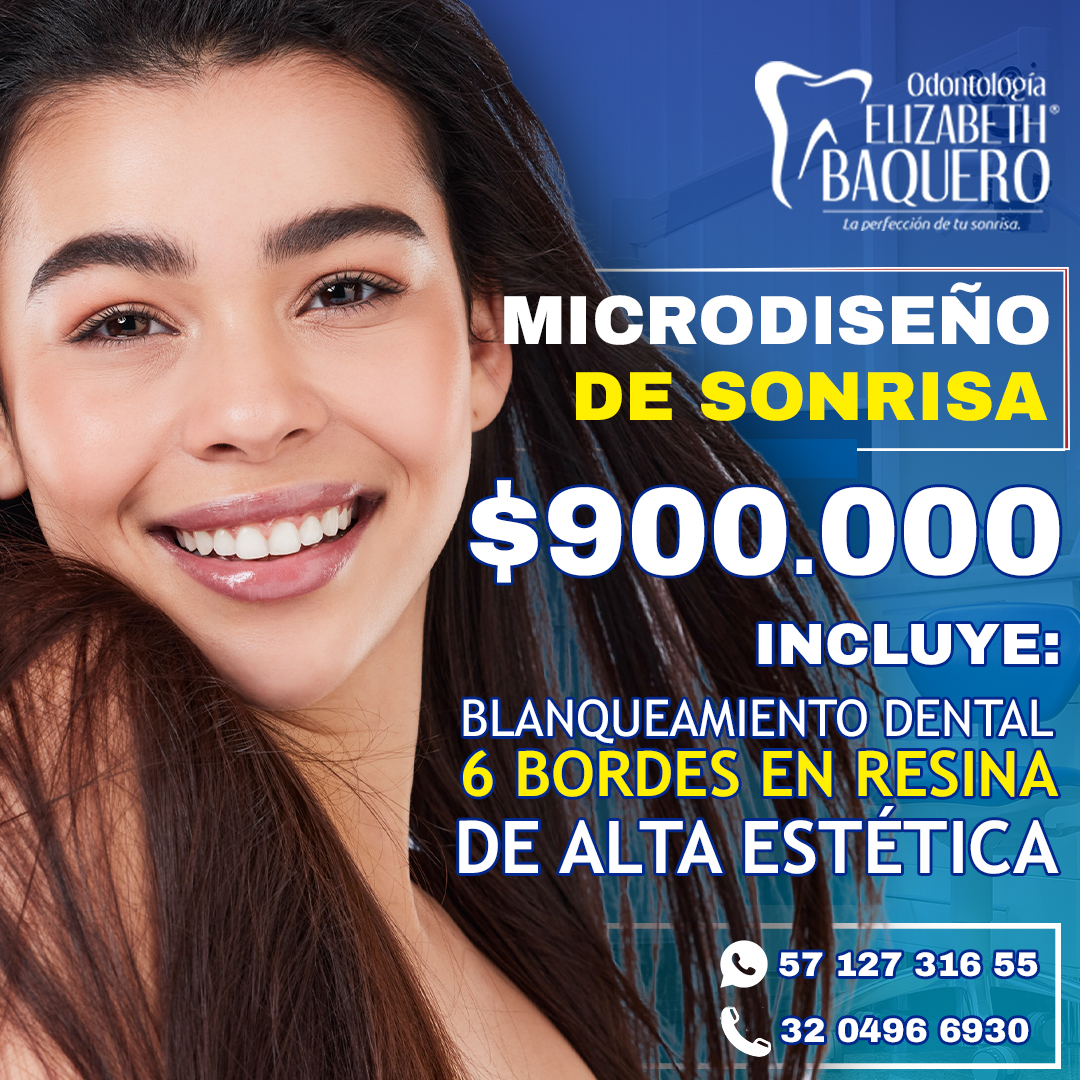 Odontología
ELIZABETH®
BAQUERO
La perfección de tu sonrisa.
MICRODISEÑO
DE SONRISA
$900.000
INCLUYE:
BLANQUEAMIENTO DENTAL
6 BORDES EN RESINA
DE ALTA ESTÉTICA
57 127 316 55
32 0496 6930